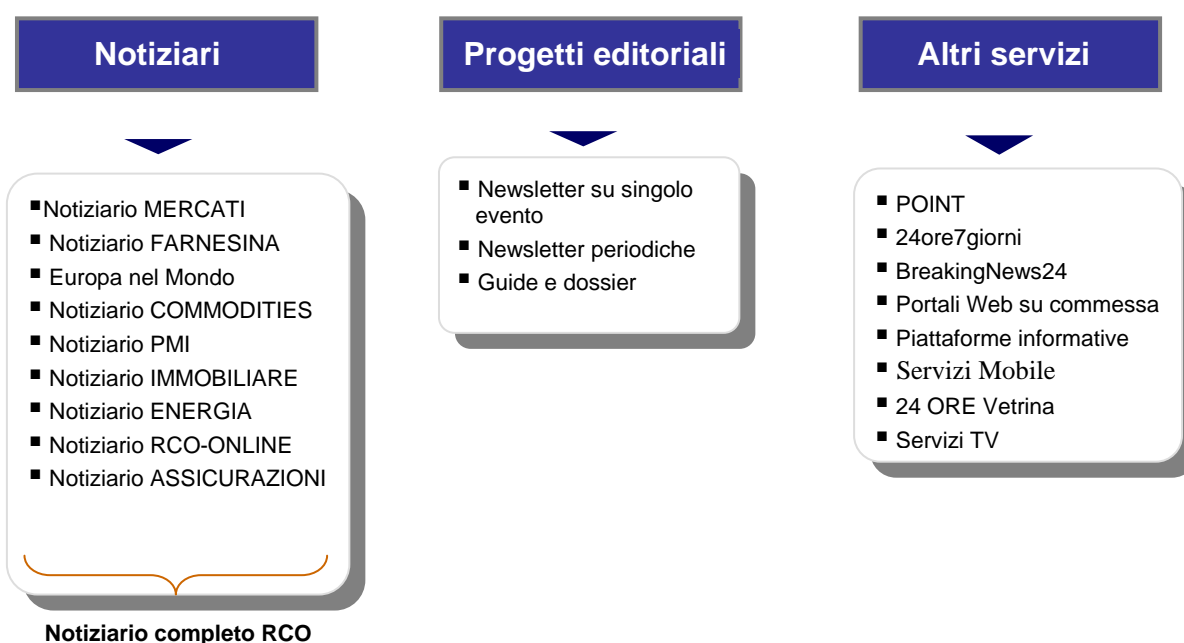 Notiziari
▪Notiziario MERCATI
▪ Notiziario FARNESINA
▪ Europa nel Mondo
▪ Notiziario COMMODITIES
▪ Notiziario PMI
▪ Notiziario IMMOBILIARE
▪ Notiziario ENERGIA
▪ Notiziario RCO-ONLINE
▪ Notiziario ASSICURAZIONI
Notiziario completo RCO
Progetti editoriali
▪ Newsletter su singolo
evento
▪ Newsletter periodiche
▪ Guide e dossier
Altri servizi
▪ POINT
▪ 24ore7giorni
▪ BreakingNews24
▪ Portali Web su commessa
▪ Piattaforme informative
▪ Servizi Mobile
▪ 24 ORE Vetrina
▪ Servizi TV